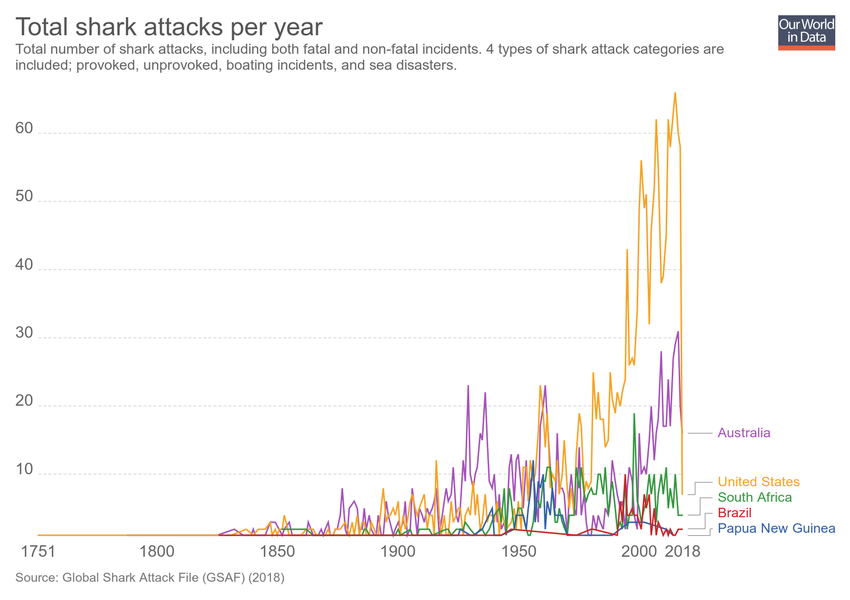 Total shark attacks per year
Our World
in Data
Total number of shark attacks, including both fatal and non-fatal incidents. 4 types of shark attack categories are
included; provoked, unprovoked, boating incidents, and sea disasters.
60
50
40
30
20
10
Australia
United States
South Africa
Brazil
Papua New Guinea
1751 1800 1850 1900 1950 2000 2018
Source: Global Shark Attack File (GSAF) (2018)